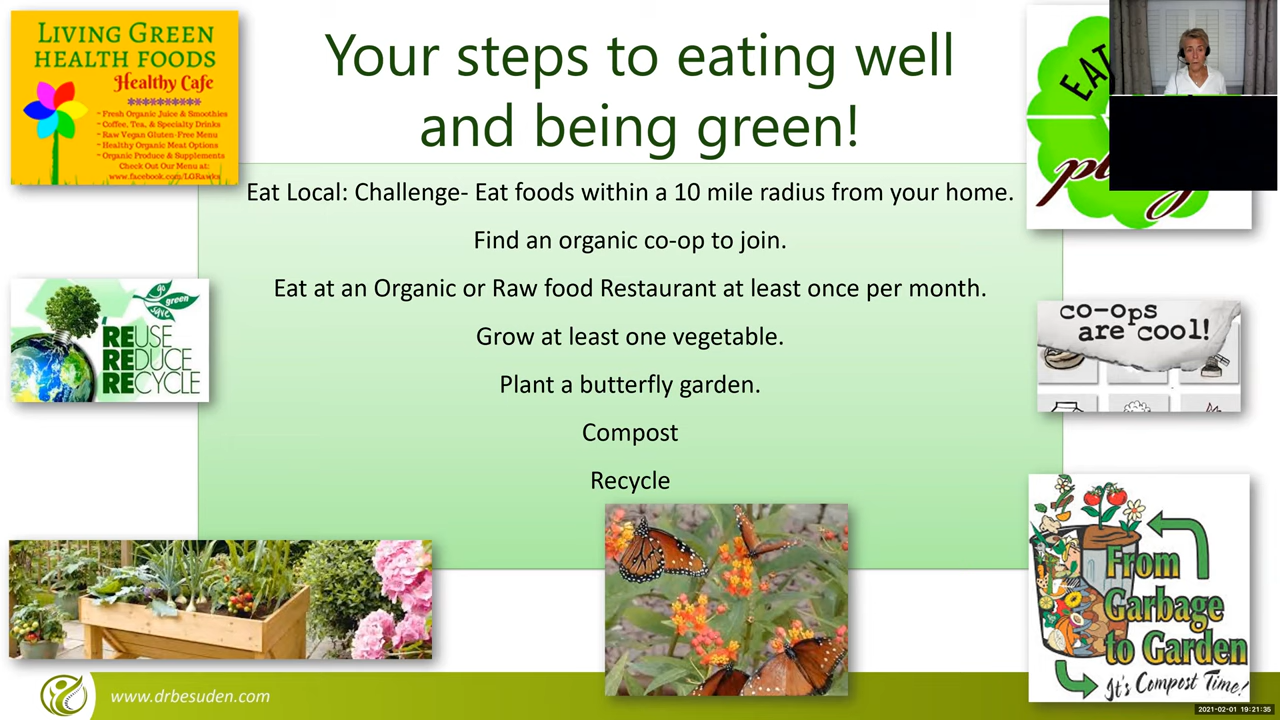 LIVING GREEN
HEALTH FOODS
Healthy Cafe
**********
~ Fresh Organic Juice & Smoothies
~ Coffee, Tea, & Specialty Drinks
~ Raw Vegan Gluten-Free Menu
~ Healthy Organic Meat Options
~ Organic Produce & Supplements
Check Out Our Menu at:
www.facebook.com/LGRawks
Your steps to eating well
and being green!
EAT
Eat Local: Challenge- Eat foods within a 10 mile radius from your home.
Find an organic co-op to join.
Eat at an Organic or Raw food Restaurant at least once per month.
Grow at least one vegetable.
Plant a butterfly garden.
Compost
Recycle
go
green
save
REUSE
REDUCE
RECYCLE
co-ops
are cool!
From
Garbage
to Garden
It's Compost Time!
www.drbesuden.com
2021-02-01 19:21:35